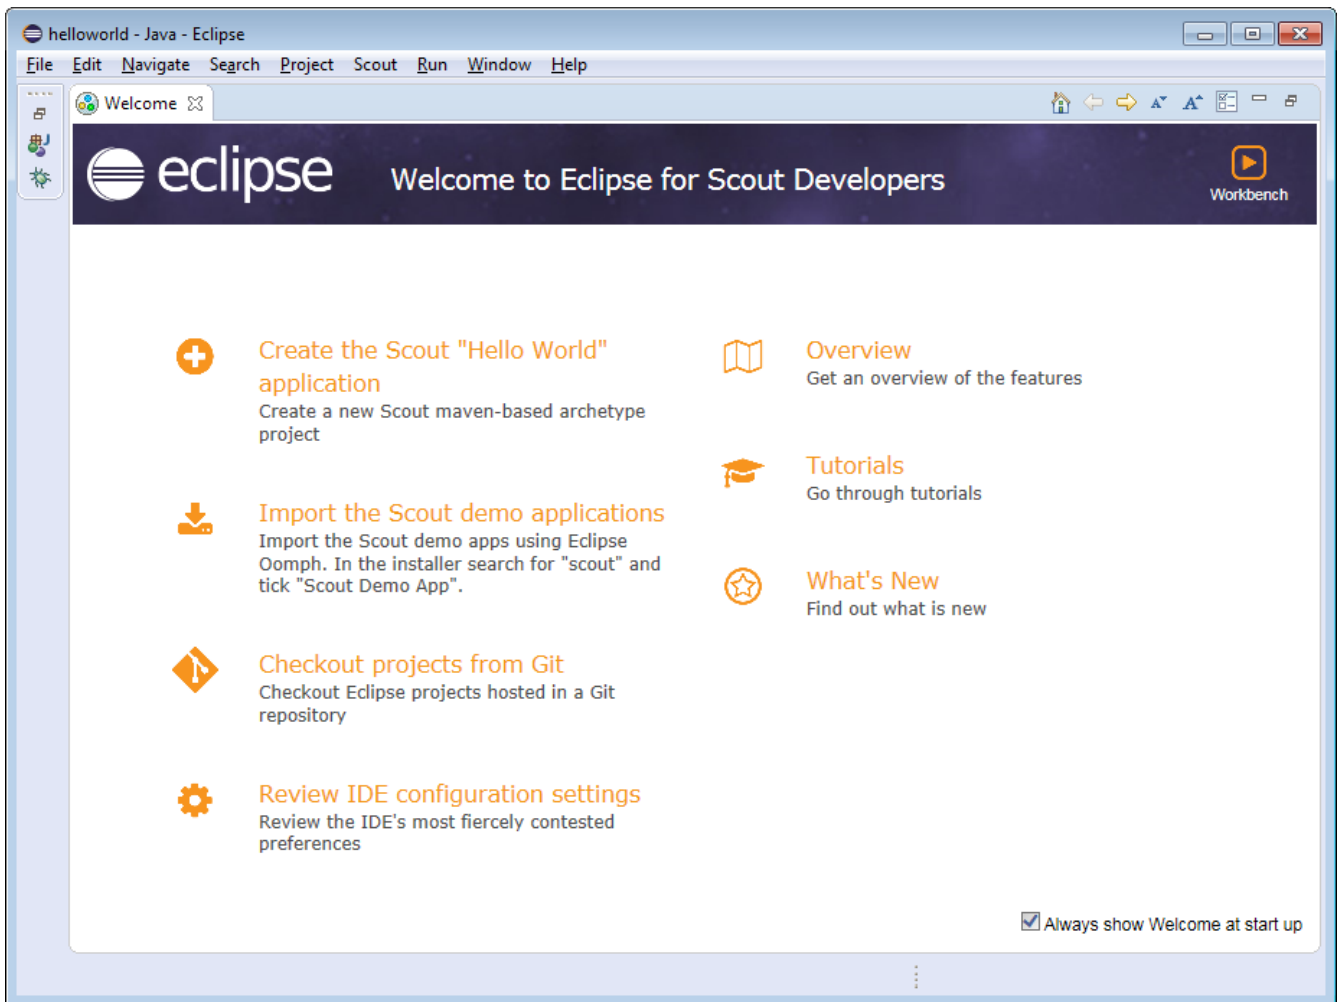 helloworld - Java - Eclipse
File Edit Navigate Search Project Scout Run Window Help
Welcome
eclipse
Welcome to Eclipse for Scout Developers
Workbench
Create the Scout "Hello World"
application
Create a new Scout maven-based archetype
project
Import the Scout demo applications
Import the Scout demo apps using Eclipse
Oomph. In the installer search for "scout" and
tick "Scout Demo App".
Checkout projects from Git
Checkout Eclipse projects hosted in a Git
repository
Review IDE configuration settings
Review the IDE's most fiercely contested
preferences
Overview
Get an overview of the features
Tutorials
Go through tutorials
What's New
Find out what is new
Always show Welcome at start up